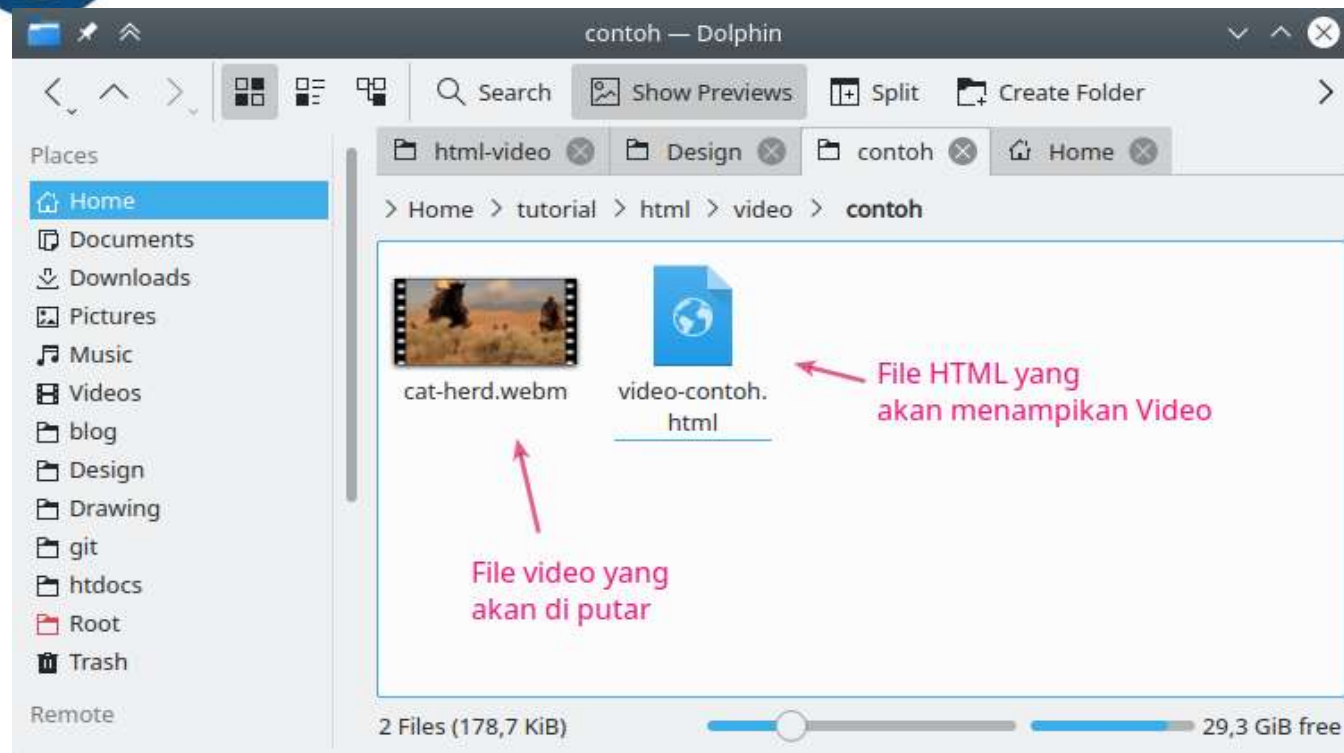 contoh — Dolphin
Search Show Previews Split Create Folder
Places
html-video Design contoh Home
Home
> Home > tutorial > html > video > contoh
Documents
Downloads
Pictures
Music
Videos
blog
Design
Drawing
git
htdocs
Root
Trash
Remote
cat-herd.webm
video-contoh.
html
File HTML yang
akan menampikan Video
File video yang
akan di putar
2 Files (178,7 KiB)
29,3 GiB free